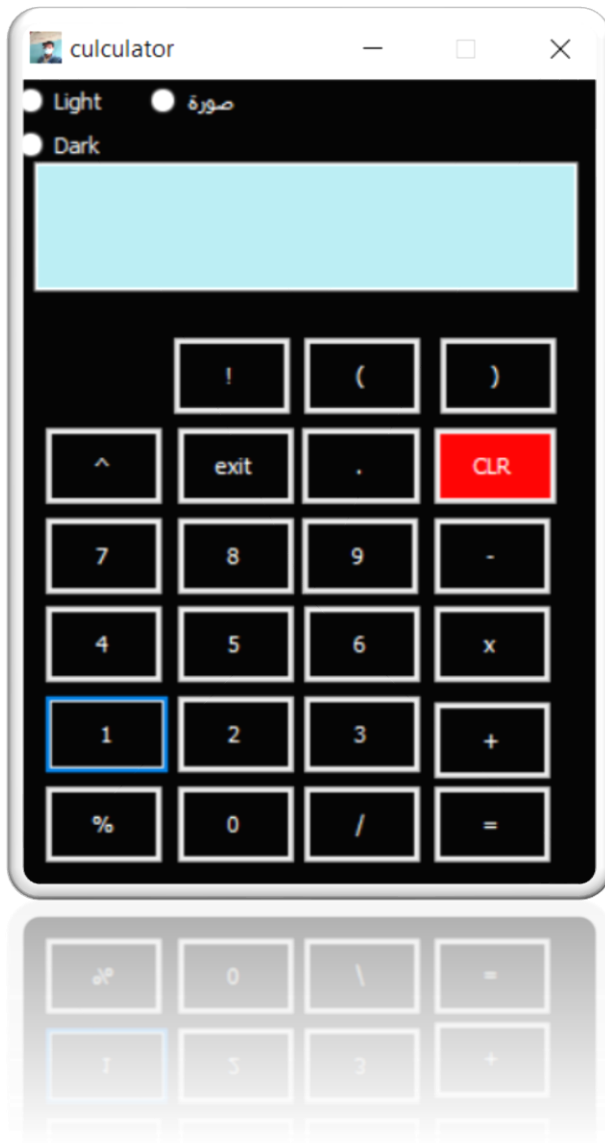 culculator
Light صورة
Dark
! ( )
^ exit . CLR
7 8 9 -
4 5 6 x
1 2 3 +
% 0 / =